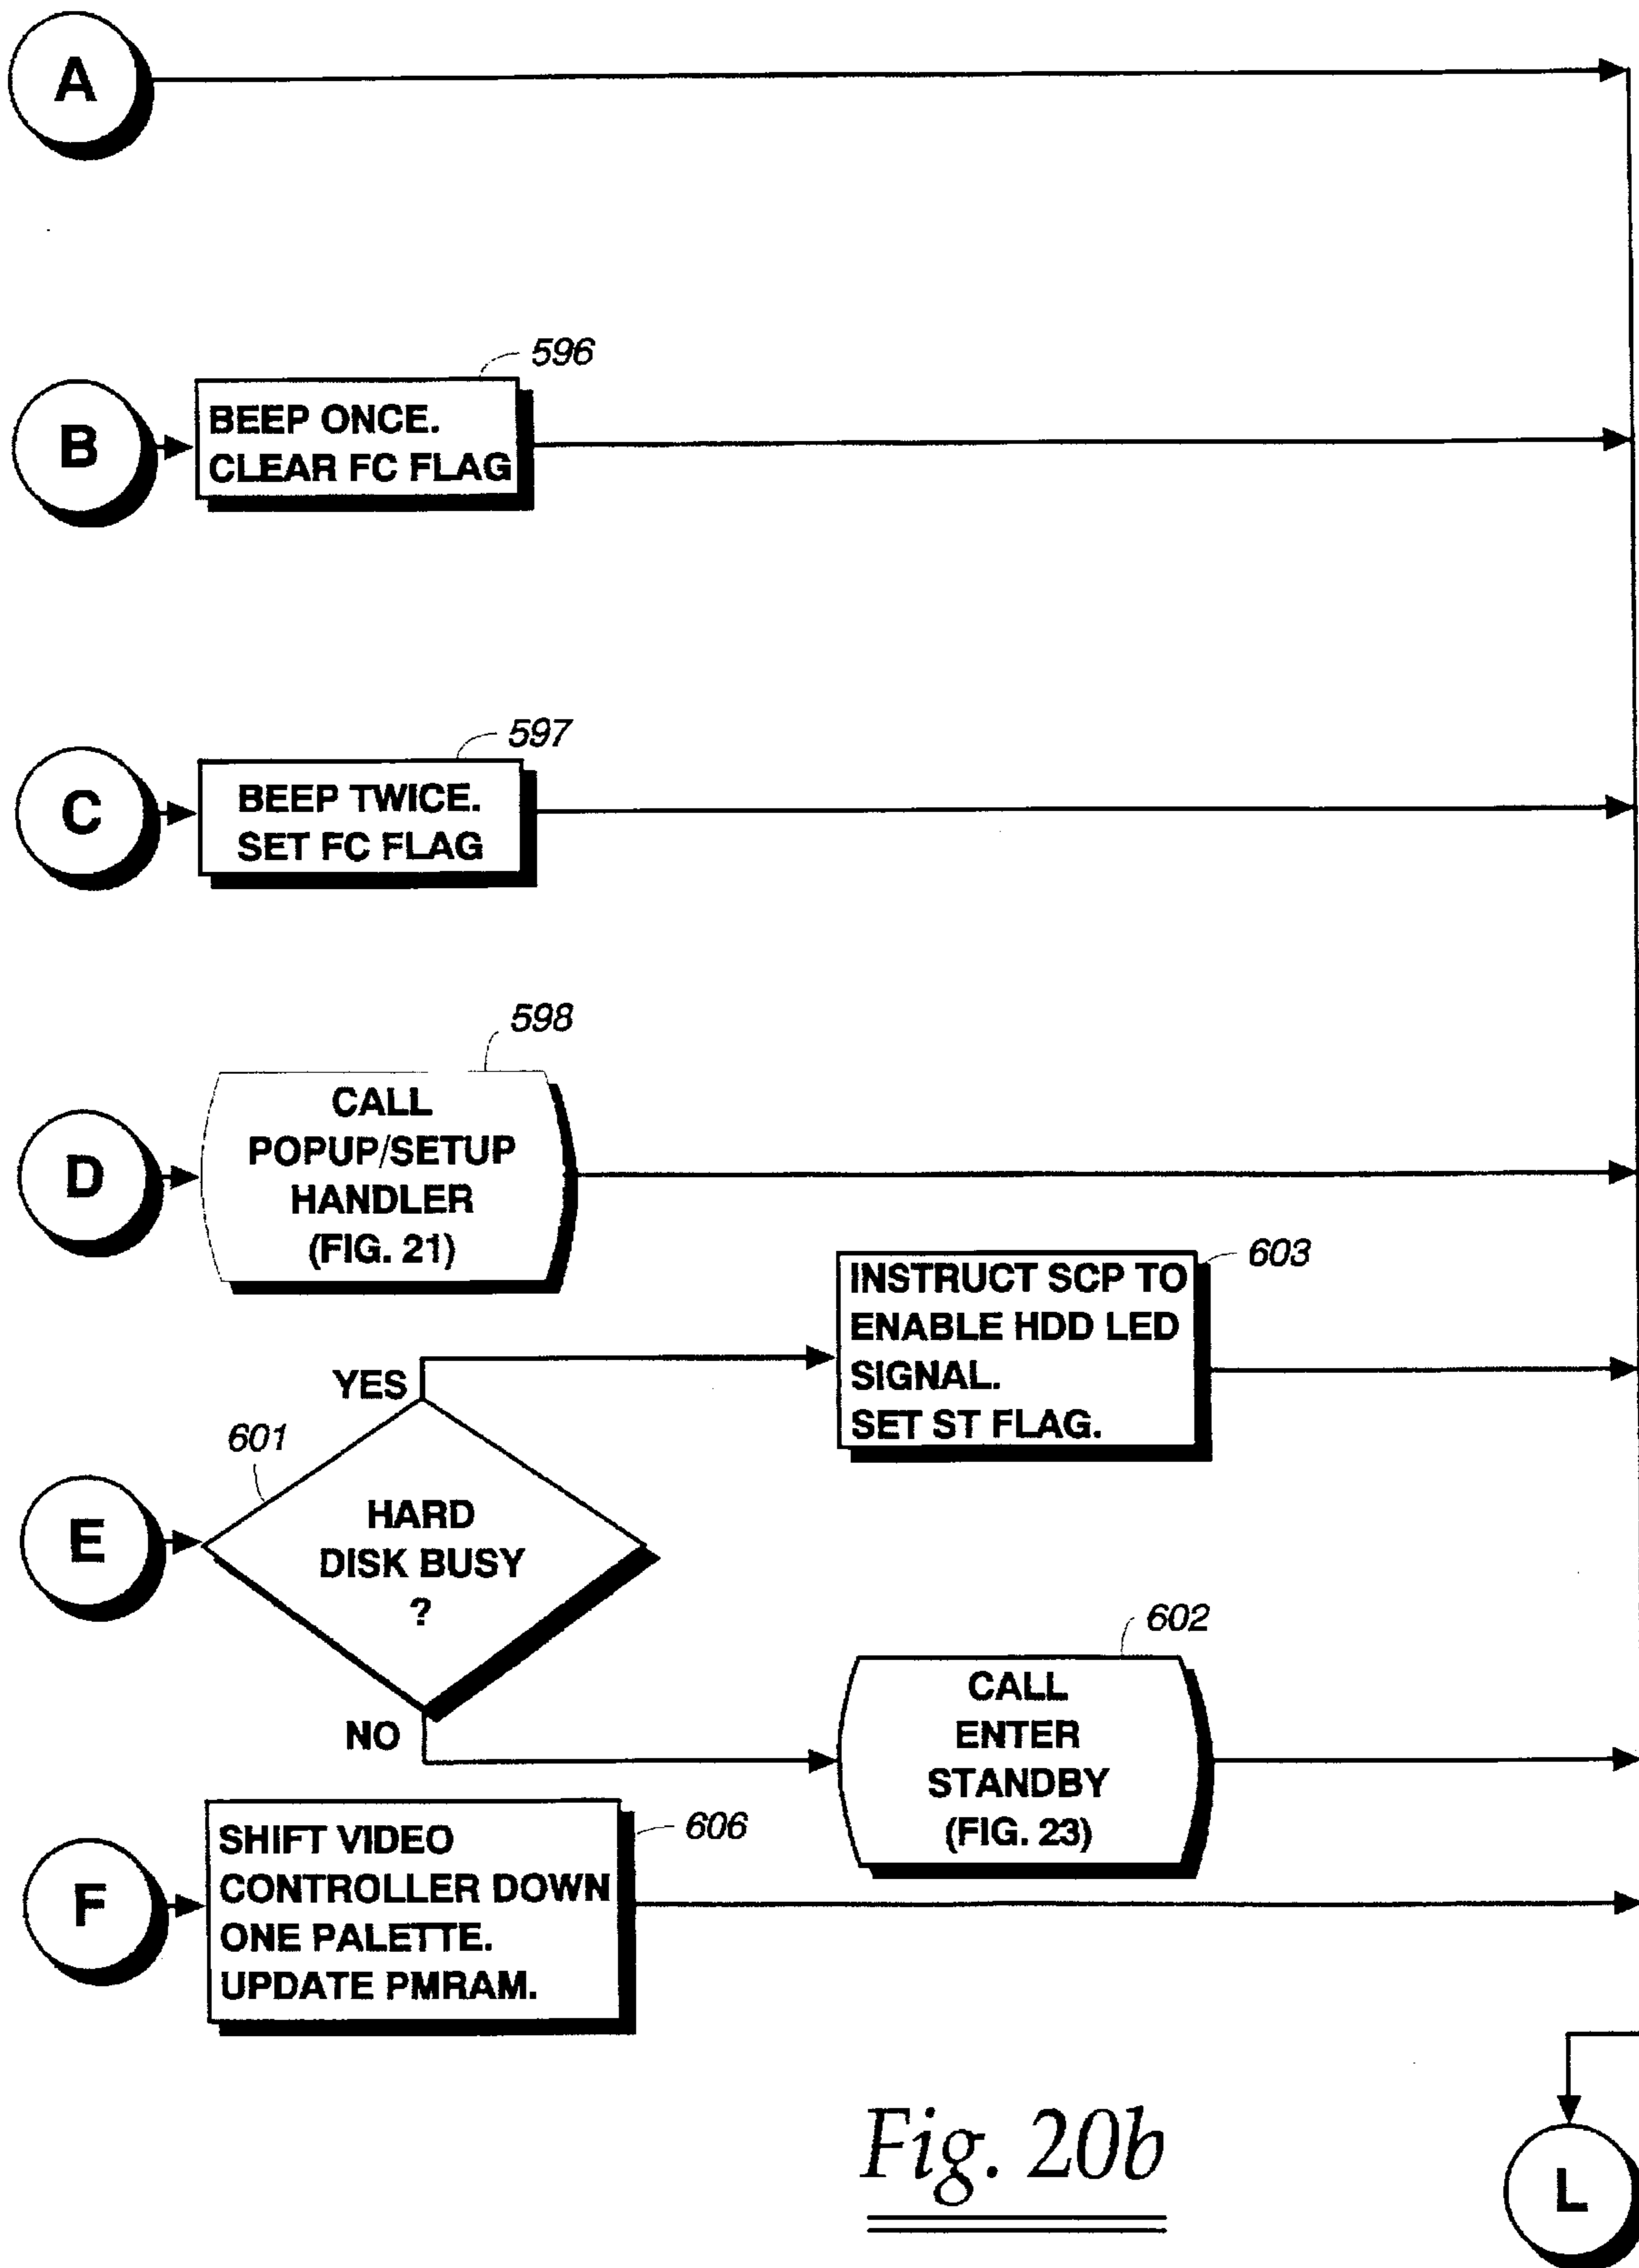 A
596
B
BEEP ONCE.
CLEAR FC FLAG
597
C
BEEP TWICE.
SET FC FLAG
598
D
CALL
POPUP/SETUP
HANDLER
(FIG. 21)
603
INSTRUCT SCP TO
ENABLE HDD LED
SIGNAL.
SET ST FLAG.
YES
601
E
HARD
DISK BUSY
?
NO
602
CALL
ENTER
STANDBY
(FIG. 23)
606
F
SHIFT VIDEO
CONTROLLER DOWN
ONE PALETTE.
UPDATE PMRAM.
Fig. 20b
L